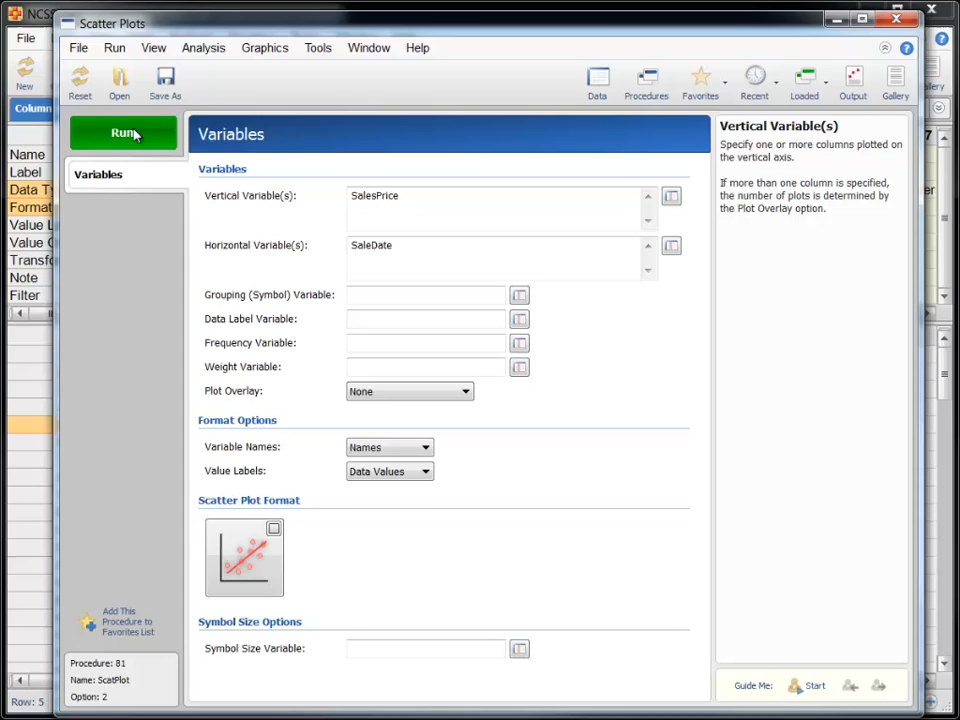 NCSS
Scatter Plots
File
File Run View Analysis Graphics Tools Window Help
New
Reset Open Save As Data Procedures Favorites Recent Loaded Output Gallery
Column
Run
Variables
Name
Label
Data Ty
Format
Value L
Value C
Transfo
Note
Filter
Variables
Variables
Vertical Variable(s): SalesPrice
Horizontal Variable(s): SaleDate
Grouping (Symbol) Variable:
Data Label Variable:
Frequency Variable:
Weight Variable:
Plot Overlay: None
Format Options
Variable Names: Names
Value Labels: Data Values
Scatter Plot Format
Symbol Size Options
Symbol Size Variable:
Vertical Variable(s)
Specify one or more columns plotted
on the vertical axis.
If more than one column is specified,
the number of plots is determined by
the Plot Overlay option.
7
er
allery
Add This
Procedure to
Favorites List
Procedure: 81
Name: ScatPlot
Option: 2
Guide Me: Start
Row: 5